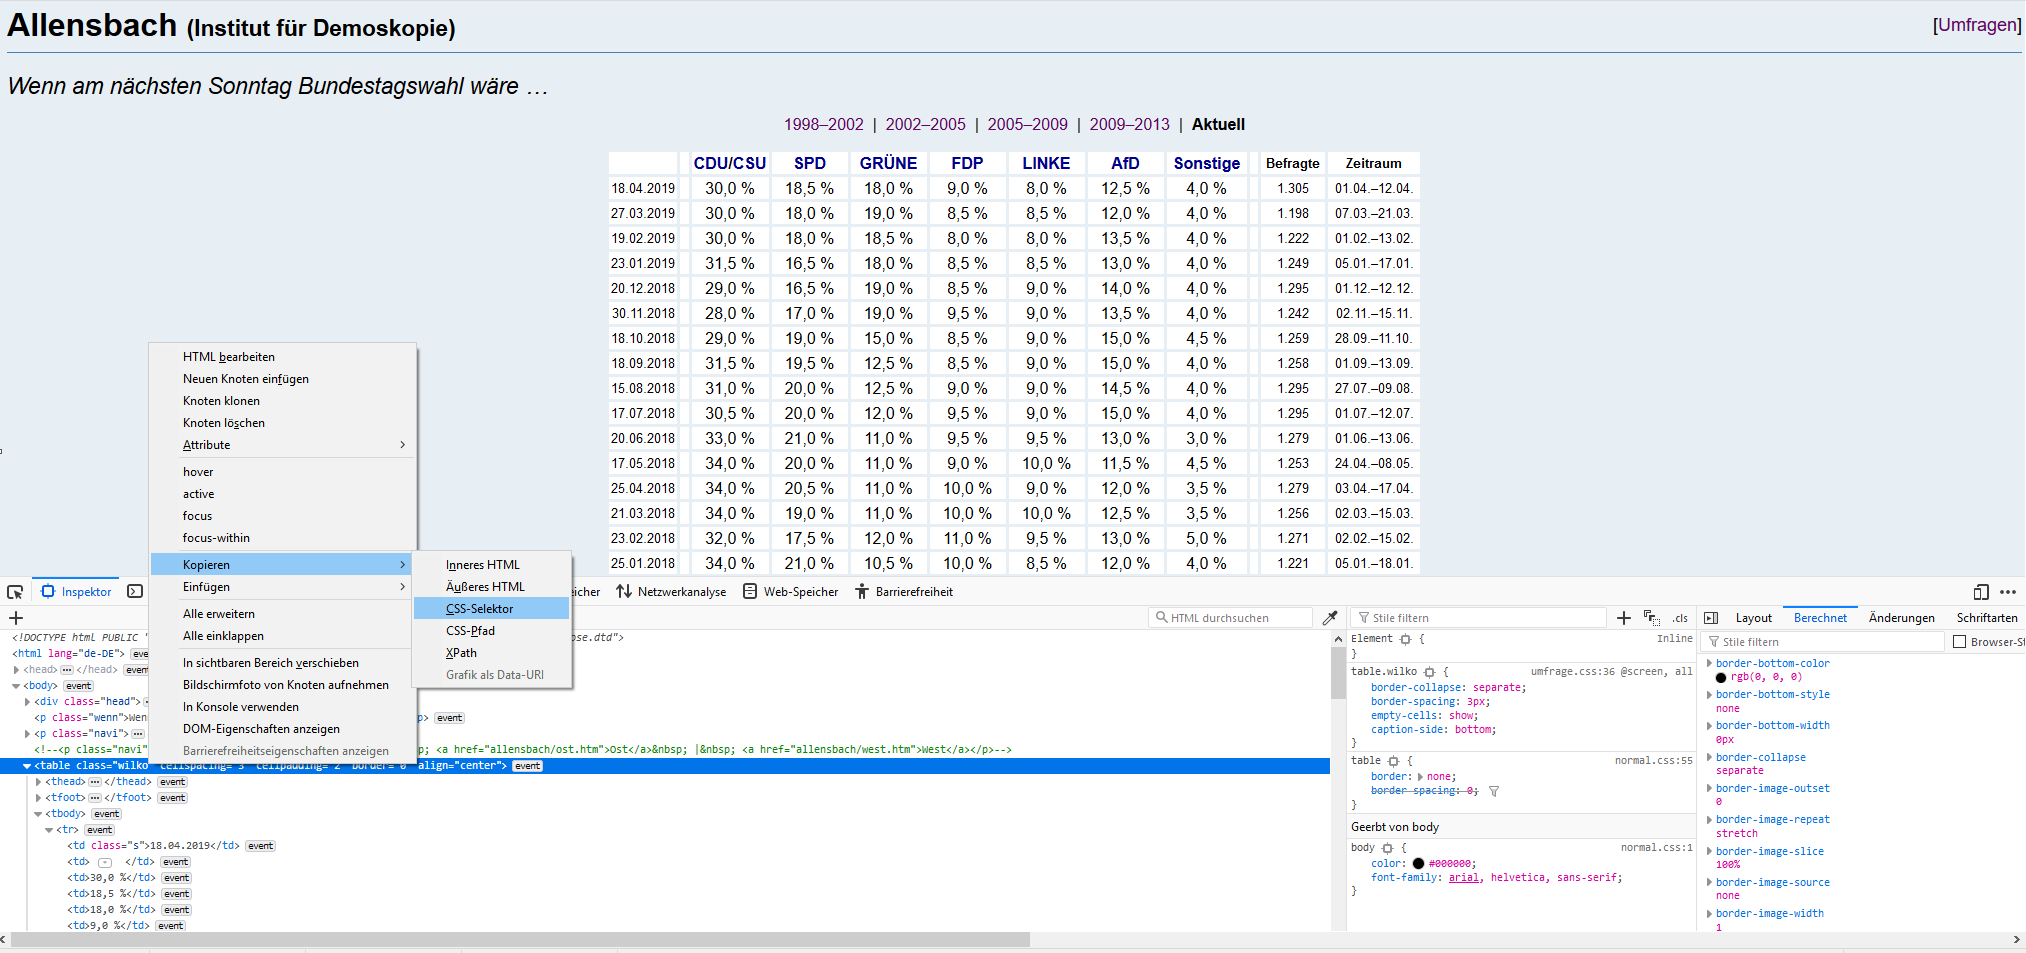 Allensbach (Institut für Demoskopie) [Umfragen]
Wenn am nächsten Sonntag Bundestagswahl wäre …
1998–2002 | 2002–2005 | 2005–2009 | 2009–2013 | Aktuell
CDU/CSU SPD GRÜNE FDP LINKE AfD Sonstige Befragte Zeitraum
18.04.2019 30,0 % 18,5 % 18,0 % 9,0 % 8,0 % 12,5 % 4,0 % 1.305 01.04.–12.04.
27.03.2019 30,0 % 18,0 % 19,0 % 8,5 % 8,5 % 12,0 % 4,0 % 1.198 07.03.–21.03.
19.02.2019 30,0 % 18,0 % 18,5 % 8,0 % 8,0 % 13,5 % 4,0 % 1.222 01.02.–13.02.
23.01.2019 31,5 % 16,5 % 18,0 % 8,5 % 8,5 % 13,0 % 4,0 % 1.249 05.01.–17.01.
20.12.2018 29,0 % 16,5 % 19,0 % 8,5 % 9,0 % 14,0 % 4,0 % 1.295 01.12.–12.12.
30.11.2018 28,0 % 17,0 % 19,0 % 9,5 % 9,5 % 13,5 % 4,0 % 1.242 02.11.–15.11.
18.10.2018 29,0 % 19,0 % 15,0 % 8,5 % 9,0 % 15,0 % 4,5 % 1.259 28.09.–11.10.
18.09.2018 31,5 % 19,5 % 12,5 % 8,5 % 9,0 % 15,0 % 4,0 % 1.258 01.09.–13.09.
15.08.2018 31,0 % 20,0 % 12,5 % 9,0 % 9,0 % 14,5 % 4,0 % 1.295 27.07.–09.08.
17.07.2018 30,5 % 20,0 % 12,0 % 9,5 % 9,0 % 15,0 % 4,0 % 1.295 01.07.–12.07.
20.06.2018 33,0 % 21,0 % 11,0 % 9,5 % 9,5 % 13,0 % 3,0 % 1.279 01.06.–13.06.
17.05.2018 34,0 % 20,0 % 11,0 % 9,0 % 10,0 % 11,5 % 4,5 % 1.253 24.04.–08.05.
25.04.2018 34,0 % 20,5 % 11,0 % 10,0 % 9,0 % 12,0 % 3,5 % 1.279 03.04.–17.04.
21.03.2018 34,0 % 19,0 % 11,0 % 10,0 % 10,0 % 12,5 % 3,5 % 1.256 02.03.–15.03.
23.02.2018 32,0 % 17,5 % 12,0 % 11,0 % 9,5 % 13,0 % 5,0 % 1.271 02.02.–15.02.
25.01.2018 34,0 % 21,0 % 10,5 % 10,0 % 8,5 % 12,0 % 4,0 % 1.221 05.01.–18.01.
HTML bearbeiten
Neuen Knoten einfügen
Knoten klonen
Knoten löschen
Attribute
hover
active
focus
focus-within
Kopieren
Einfügen
Alle erweitern
Alle einklappen
In sichtbaren Bereich verschieben
Bildschirmfoto von Knoten aufnehmen
In Konsole verwenden
DOM-Eigenschaften anzeigen
Barrierefreiheitseigenschaften anzeigen
Inneres HTML
Äußeres HTML
CSS-Selektor
CSS-Pfad
XPath
Grafik als Data-URI
Inspektor eicher Netzwerkanalyse Web-Speicher Barrierefreiheit
HTML durchsuchen
<!DOCTYPE html PUBLIC " ose.dtd">
<html lang="de-DE"> eve
<head> </head> event
<body> event
<div class="head">
<p class="wenn">Wen p> event
<p class="navi">
<!--<p class="navi" p; <a href="allensbach/ost.htm">Ost</a>&nbsp; |&nbsp; <a href="allensbach/west.htm">West</a></p>-->
<table class="wilko" cellspacing="3" cellpadding="2" border="0" align="center"> event
<thead> </thead> event
<tfoot> </tfoot> event
<tbody> event
<tr> event
<td class="s">18.04.2019</td> event
<td> </td> event
<td>30,0 %</td> event
<td>18,5 %</td> event
<td>18,0 %</td> event
<td>9,0 %</td> event
Stile filtern .cls
Element { Inline
}
table.wilko { umfrage.css:36 @screen, all
border-collapse: separate;
border-spacing: 3px;
empty-cells: show;
caption-side: bottom;
}
table { normal.css:55
border: none;
border-spacing: 0;
}
Geerbt von body
body { normal.css:1
color: #000000;
font-family: arial, helvetica, sans-serif;
}
Layout Berechnet Änderungen Schriftarten
Stile filtern Browser-St
border-bottom-color
rgb(0, 0, 0)
border-bottom-style
none
border-bottom-width
0px
border-collapse
separate
border-image-outset
0
border-image-repeat
stretch
border-image-slice
100%
border-image-source
none
border-image-width
1